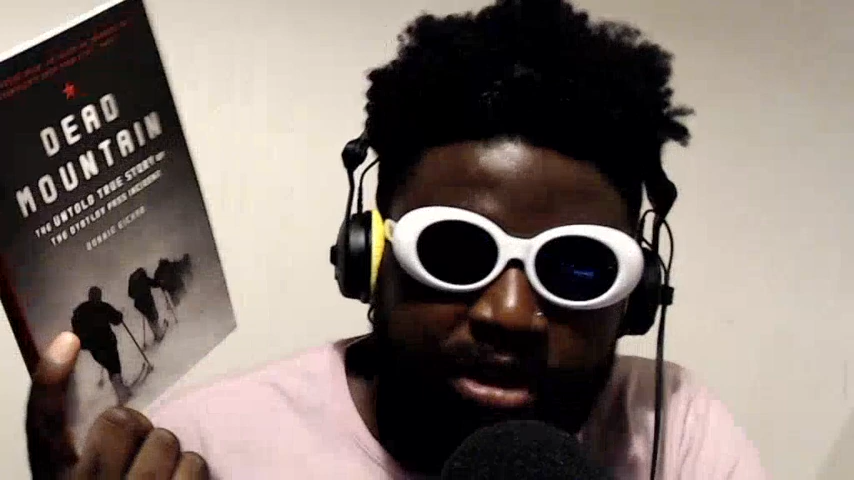 DEAD
MOUNTAIN
THE UNTOLD TRUE STORY OF
THE DYATLOV PASS INCIDENT
DONNIE EICHAR